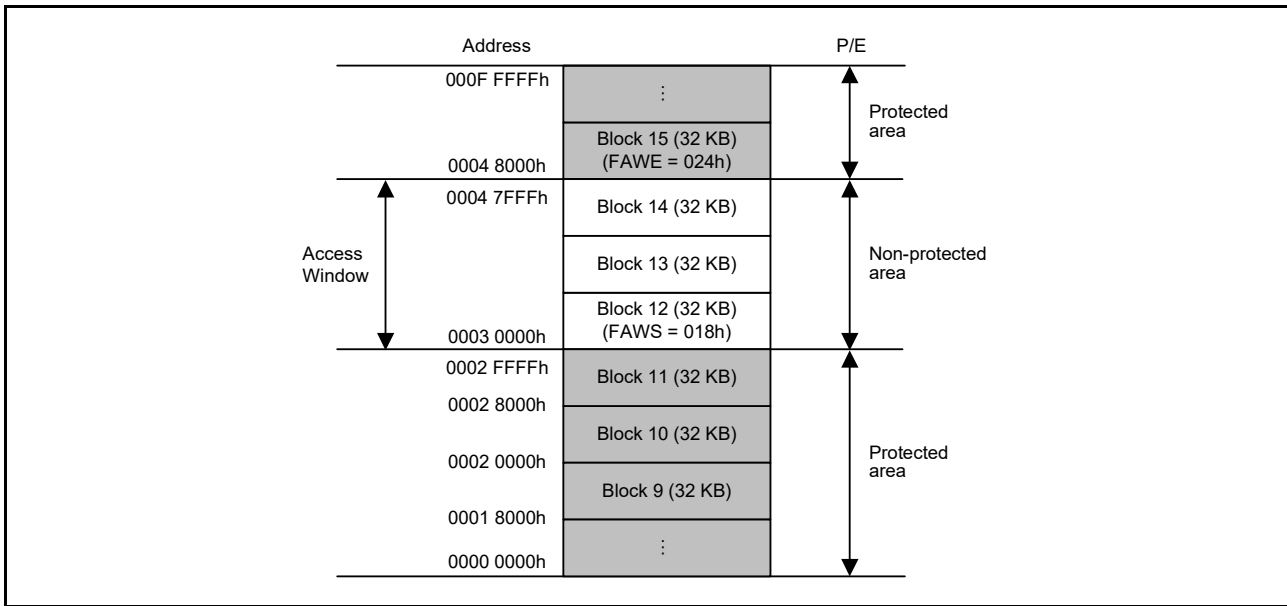 Address
P/E
000F FFFFh
⋮
Protected
area
Block 15 (32 KB)
(FAWE = 024h)
0004 8000h
0004 7FFFh
Block 14 (32 KB)
Access
Window
Block 13 (32 KB)
Non-protected
area
Block 12 (32 KB)
(FAWS = 018h)
0003 0000h
0002 FFFFh
Block 11 (32 KB)
0002 8000h
Block 10 (32 KB)
Protected
area
0002 0000h
Block 9 (32 KB)
0001 8000h
⋮
0000 0000h